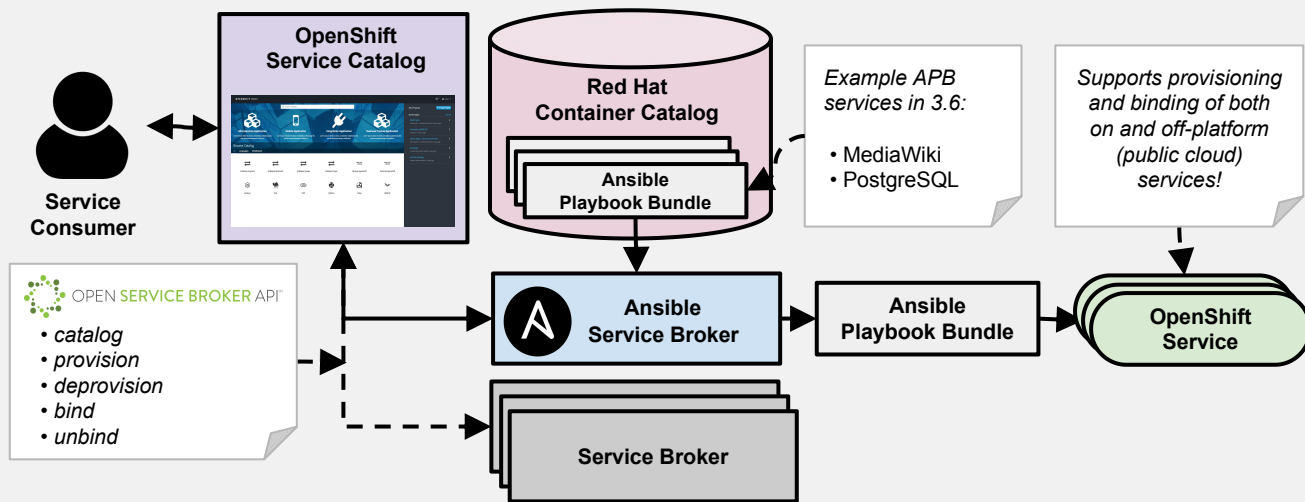 OpenShift
Service Catalog
Service
Consumer
Red Hat
Container Catalog
Ansible
Playbook Bundle
Example APB
services in 3.6:
• MediaWiki
• PostgreSQL
Supports provisioning
and binding of both
on and off-platform
(public cloud)
services!
OPEN SERVICE BROKER API
• catalog
• provision
• deprovision
• bind
• unbind
Ansible
Service Broker
Ansible
Playbook Bundle
OpenShift
Service
Service Broker